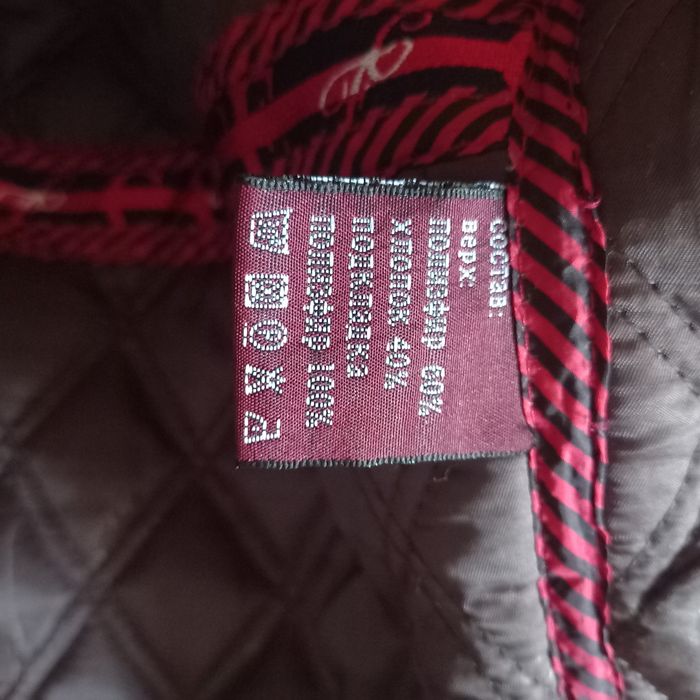 состав:
верх:
полиэфир 60%
хлопок 40%
подкладка
полиэфир 100%